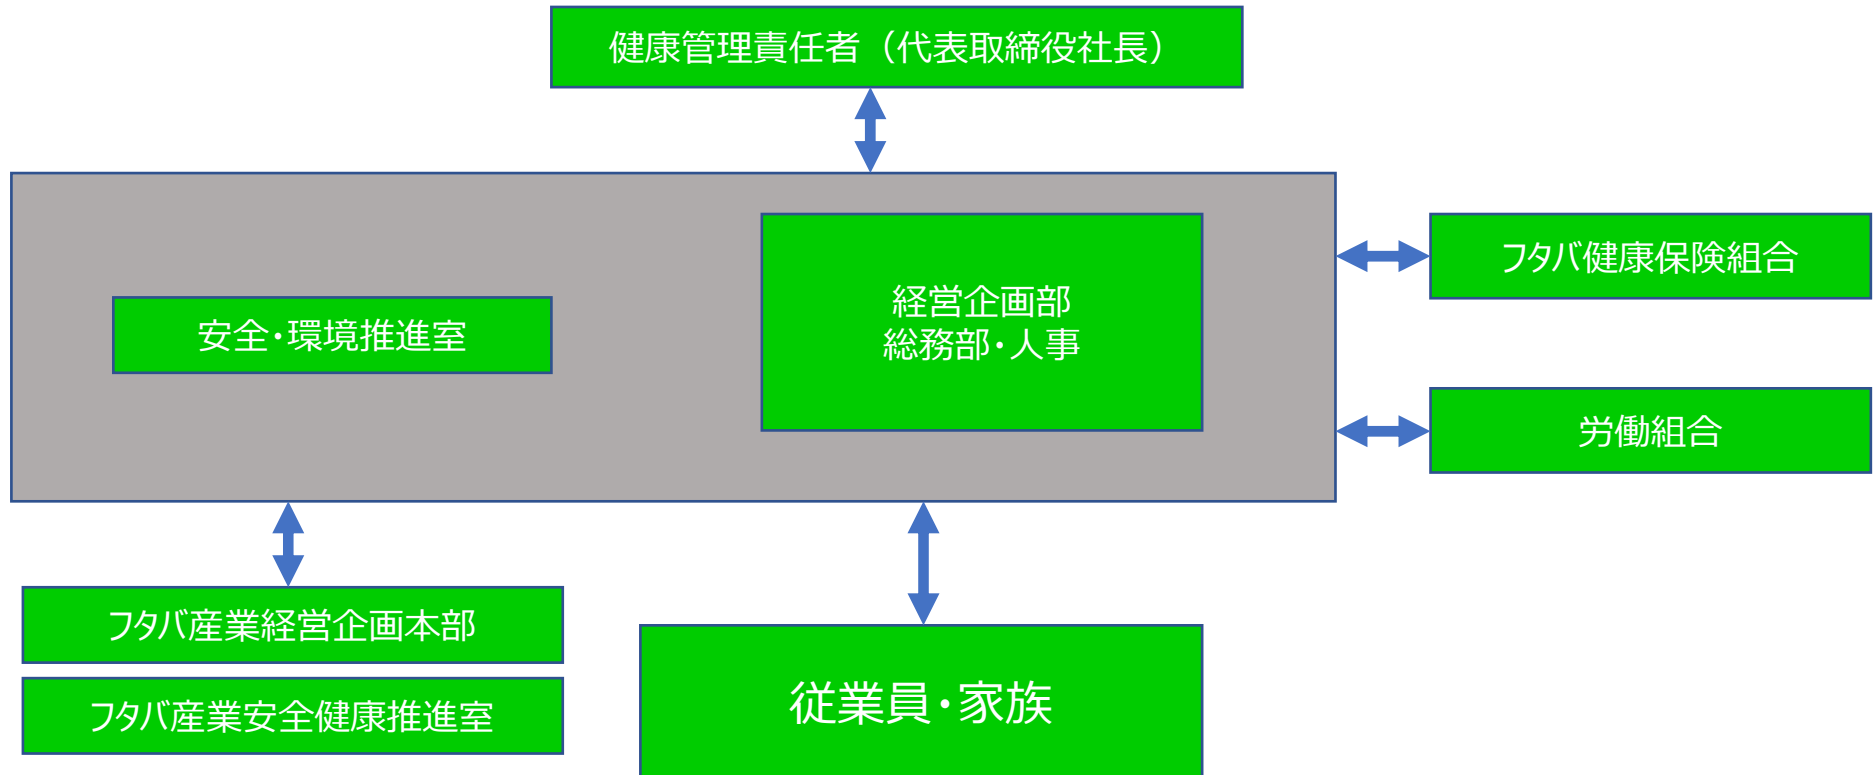 健康管理責任者（代表取締役社長）
安全・環境推進室
経営企画部
総務部・人事
フタバ健康保険組合
労働組合
フタバ産業経営企画本部
フタバ産業安全健康推進室
従業員・家族